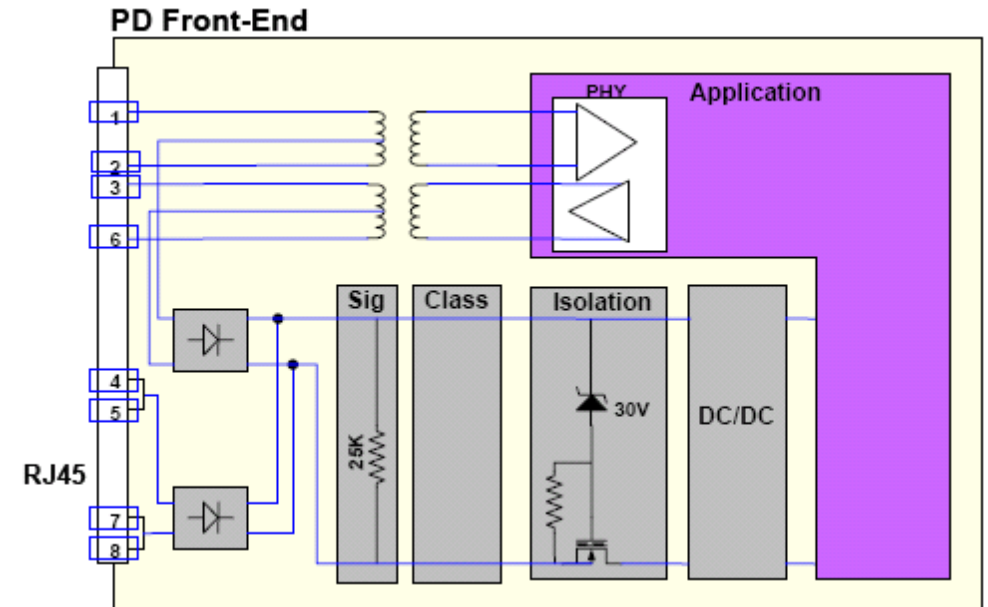 PD Front-End
PHY
Application
1
2
3
6
Sig
Class
Isolation
30V
DC/DC
25K
4
5
RJ45
7
8